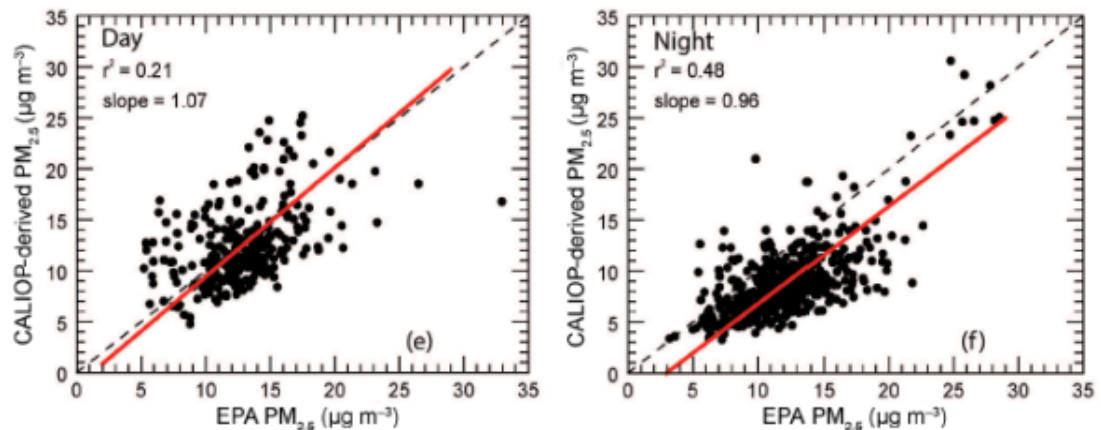 Day
r² = 0.21
slope = 1.07
CALIOP-derived PM₂.₅ (µg m⁻³)
35
30
25
20
15
10
5
0
(e)
0 5 10 15 20 25 30 35
EPA PM₂.₅ (µg m⁻³)
Night
r² = 0.48
slope = 0.96
CALIOP-derived PM₂.₅ (µg m⁻³)
35
30
25
20
15
10
5
0
(f)
0 5 10 15 20 25 30 35
EPA PM₂.₅ (µg m⁻³)